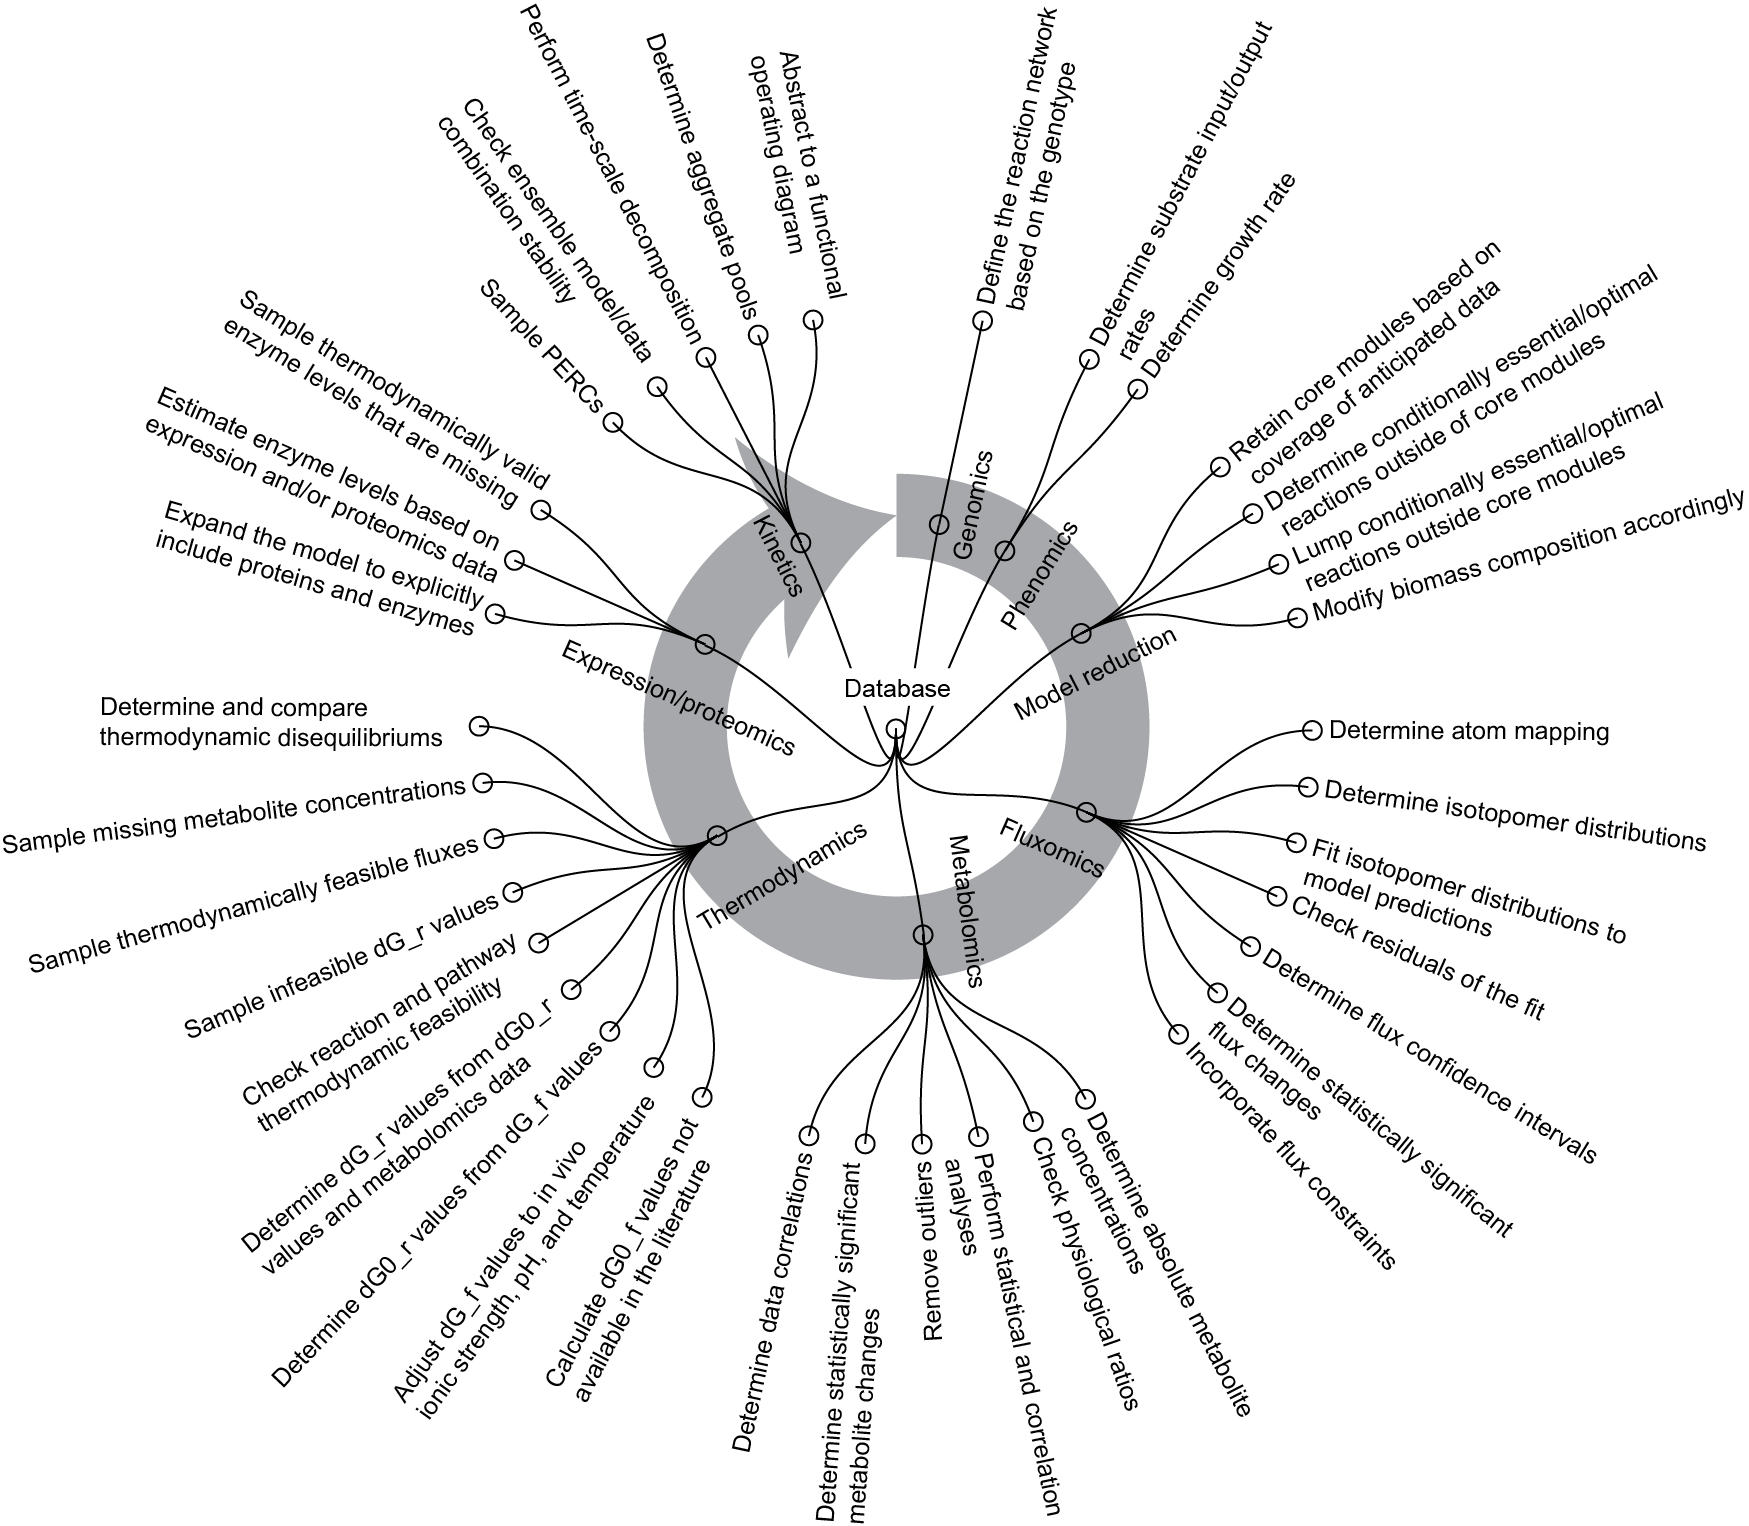 Database
Genomics
Define the reaction network
based on the genotype
Phenomics
Determine substrate input/output
rates
Determine growth rate
Model reduction
Retain core modules based on
coverage of anticipated data
Determine conditionally essential/optimal
reactions outside of core modules
Lump conditionally essential/optimal
reactions outside core modules
Modify biomass composition accordingly
Fluxomics
Determine atom mapping
Determine isotopomer distributions
Fit isotopomer distributions to
model predictions
Check residuals of the fit
Determine flux confidence intervals
Determine statistically significant
flux changes
Incorporate flux constraints
Metabolomics
Determine absolute metabolite
concentrations
Check physiological ratios
Perform statistical and correlation
analyses
Remove outliers
Determine statistically significant
metabolite changes
Determine data correlations
Thermodynamics
Calculate dG0_f values not
available in the literature
Adjust dG_f values to in vivo
ionic strength, pH, and temperature
Determine dG0_r values from dG_f values
Determine dG_r values from dG0_r
values and metabolomics data
Check reaction and pathway
thermodynamic feasibility
Sample infeasible dG_r values
Sample thermodynamically feasible fluxes
Sample missing metabolite concentrations
Determine and compare
thermodynamic disequilibriums
Expression/proteomics
Expand the model to explicitly
include proteins and enzymes
Estimate enzyme levels based on
expression and/or proteomics data
Sample thermodynamically valid
enzyme levels that are missing
Kinetics
Sample PERCs
Check ensemble model/data
combination stability
Perform time-scale decomposition
Determine aggregate pools
Abstract to a functional
operating diagram